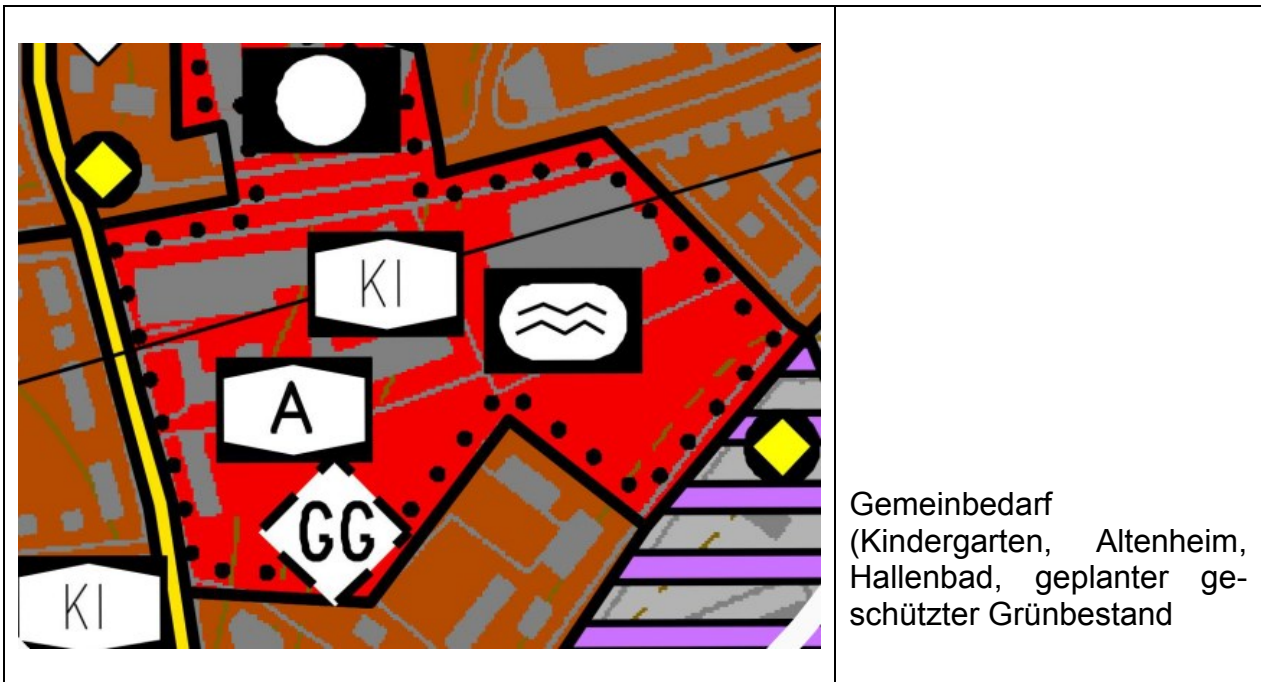 KI
A
GG
KI
Gemeinbedarf
(Kindergarten, Altenheim,
Hallenbad, geplanter ge-
schützter Grünbestand